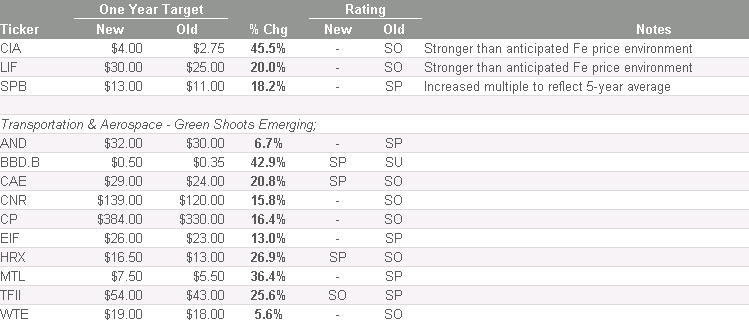 One Year Target Rating
Ticker New Old % Chg New Old Notes
CIA $4.00 $2.75 45.5% - SO Stronger than anticipated Fe price environment
LIF $30.00 $25.00 20.0% - SO Stronger than anticipated Fe price environment
SPB $13.00 $11.00 18.2% - SP Increased multiple to reflect 5-year average
Transportation & Aerospace - Green Shoots Emerging;
AND $32.00 $30.00 6.7% - SP
BBD.B $0.50 $0.35 42.9% SP SU
CAE $29.00 $24.00 20.8% SP SO
CNR $139.00 $120.00 15.8% - SO
CP $384.00 $330.00 16.4% - SO
EIF $26.00 $23.00 13.0% - SP
HRX $16.50 $13.00 26.9% SP SO
MTL $7.50 $5.50 36.4% - SP
TFII $54.00 $43.00 25.6% SO SP
WTE $19.00 $18.00 5.6% - SO